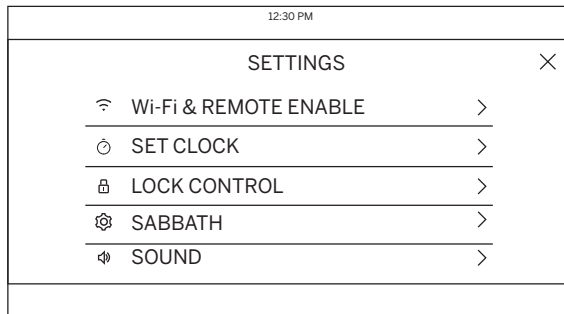 12:30 PM
SETTINGS
Wi-Fi & REMOTE ENABLE
SET CLOCK
LOCK CONTROL
SABBATH
SOUND